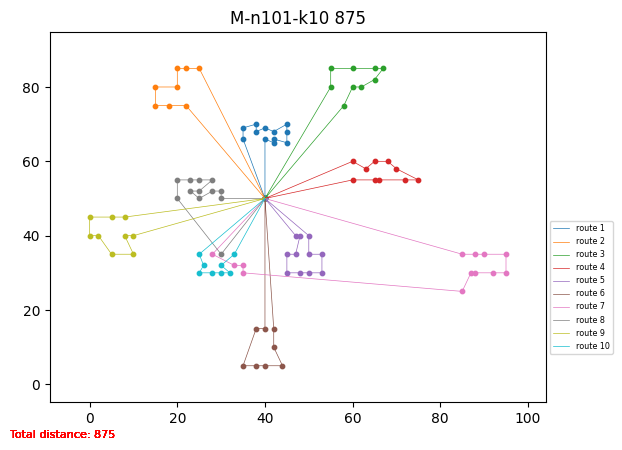 M-n101-k10 875
80
60
40
20
0
0 20 40 60 80 100
route 1
route 2
route 3
route 4
route 5
route 6
route 7
route 8
route 9
route 10
Total distance: 875